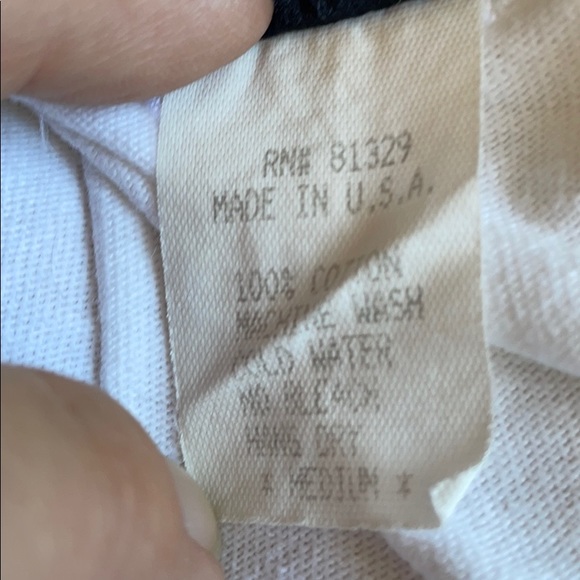 RN# 81329
MADE IN U.S.A.
100% COTTON
MACHINE WASH
COLD WATER
NO BLEACH
HANG DRY
* MEDIUM *